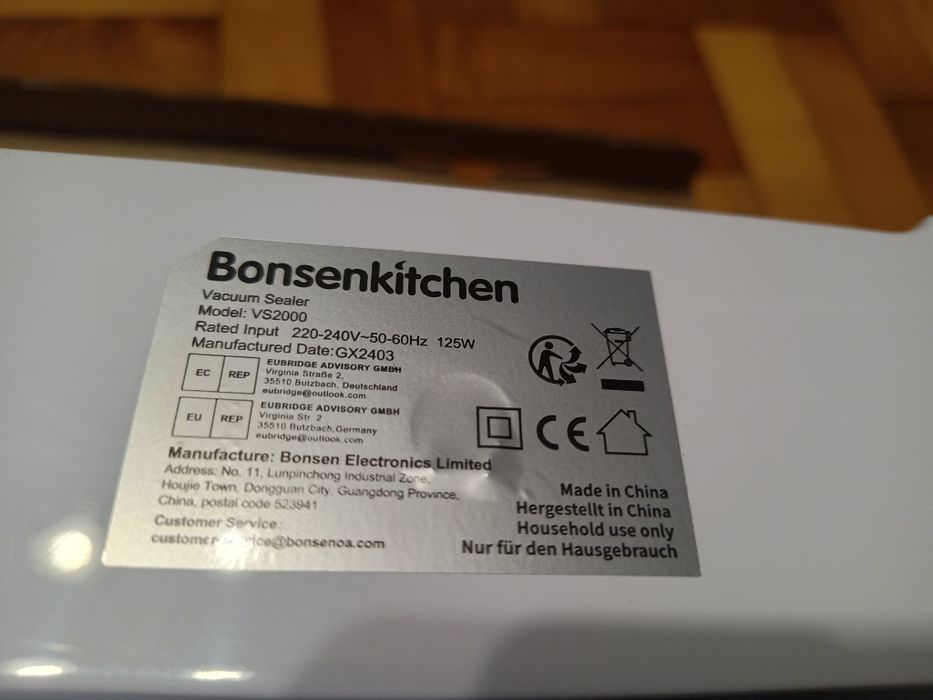 Bonsenkitchen
Vacuum Sealer
Model: VS2000
Rated Input 220-240V~50-60Hz 125W
Manufactured Date:GX2403
EC REP
EUBRIDGE ADVISORY GMBH
Virginia Straße 2,
35510 Butzbach, Deutschland
eubridge@outlook.com
EU REP
EUBRIDGE ADVISORY GMBH
Virginia Str 2
35510 Butzbach,Germany
eubridge@outlook.com
CE
Manufacture: Bonsen Electronics Limited
Address: No. 11, Lunpinchong Industrial Zone,
Houjie Town, Dongguan City, Guangdong Province,
China, postal code 523941.
Customer Service:
Made in China
Hergestellt in China
Household use only
Nur für den Hausgebrauch